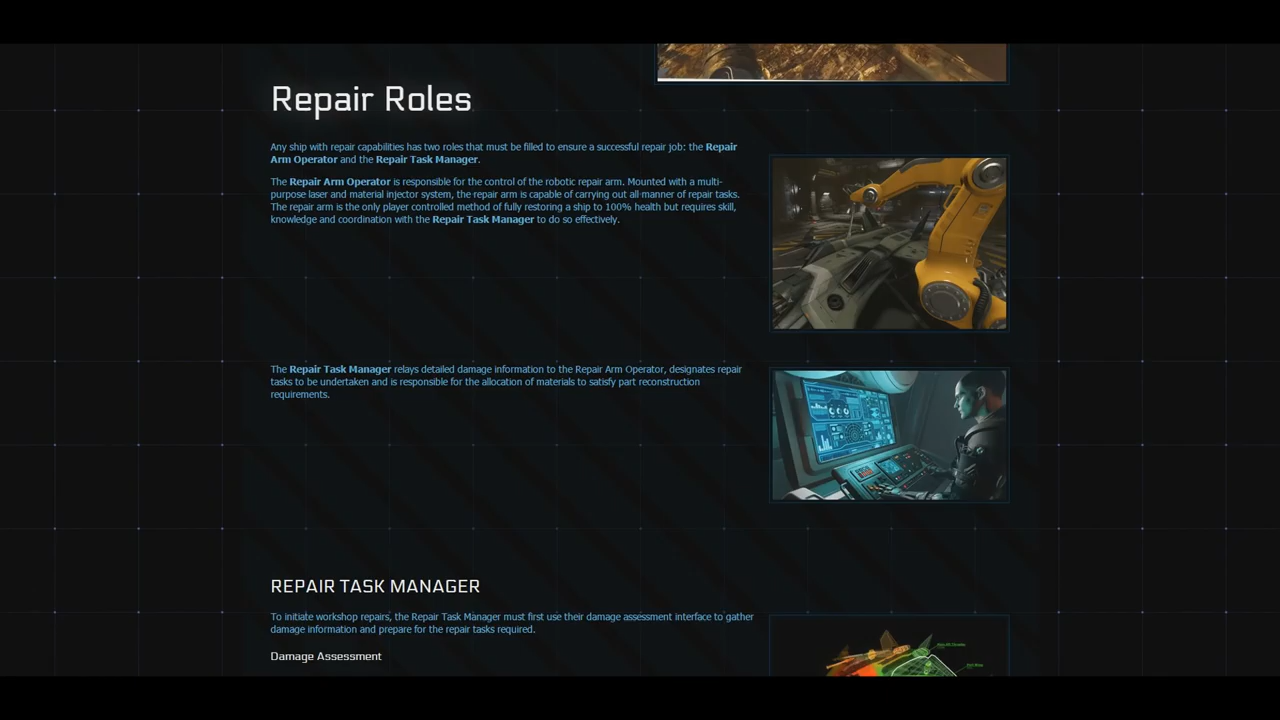 Repair Roles
Any ship with repair capabilities has two roles that must be filled to ensure a successful repair job: the Repair
Arm Operator and the Repair Task Manager.
The Repair Arm Operator is responsible for the control of the robotic repair arm. Mounted with a multi-
purpose laser and material injector system, the repair arm is capable of carrying out all manner of repair tasks.
The repair arm is the only player controlled method of fully restoring a ship to 100% health but requires skill,
knowledge and coordination with the Repair Task Manager to do so effectively.
The Repair Task Manager relays detailed damage information to the Repair Arm Operator, designates repair
tasks to be undertaken and is responsible for the allocation of materials to satisfy part reconstruction
requirements.
REPAIR TASK MANAGER
To initiate workshop repairs, the Repair Task Manager must first use their damage assessment interface to gather
damage information and prepare for the repair tasks required.
Damage Assessment